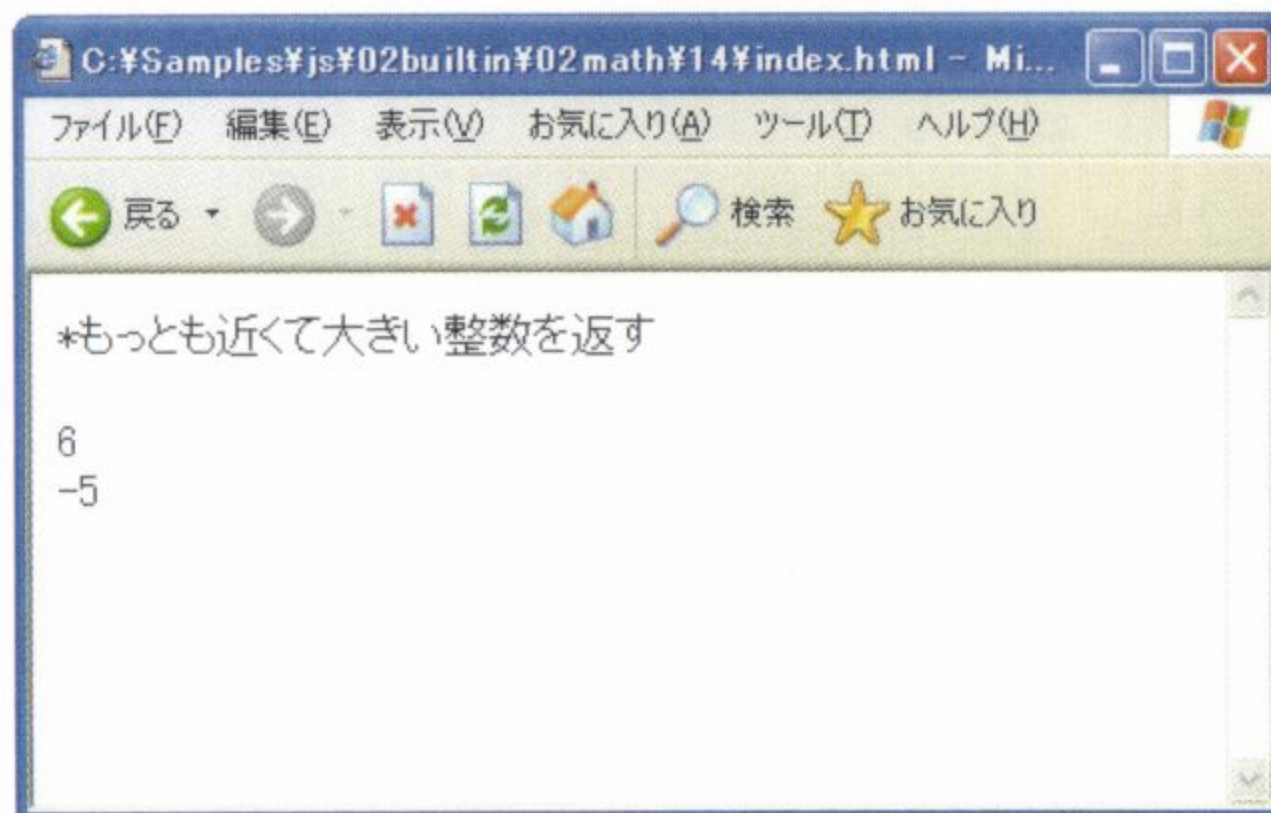 C:¥Samples¥js¥02builtin¥02math¥14¥index.html - Mi...
ファイル(F) 編集(E) 表示(V) お気に入り(A) ツール(T) ヘルプ(H)
戻る 検索 お気に入り
*もっとも近くて大きい整数を返す
6
-5